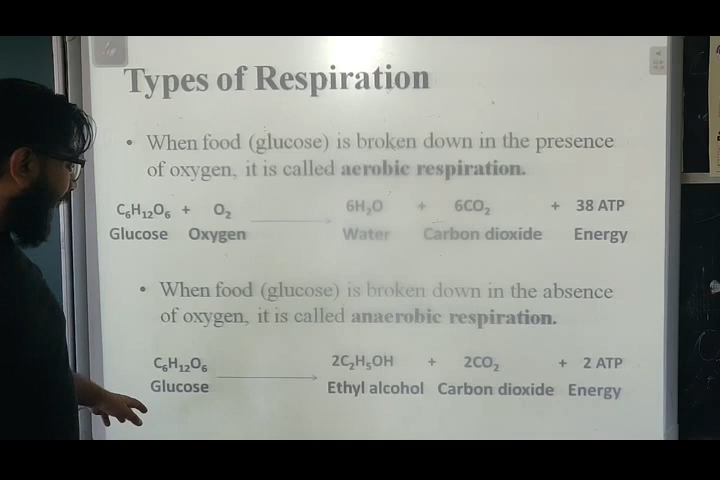 Types of Respiration
• When food (glucose) is broken down in the presence
of oxygen, it is called aerobic respiration.
C₆H₁₂O₆ + O₂ ⟶ 6H₂O + 6CO₂ + 38 ATP
Glucose Oxygen Water Carbon dioxide Energy
• When food (glucose) is broken down in the absence
of oxygen, it is called anaerobic respiration.
C₆H₁₂O₆ ⟶ 2C₂H₅OH + 2CO₂ + 2 ATP
Glucose Ethyl alcohol Carbon dioxide Energy